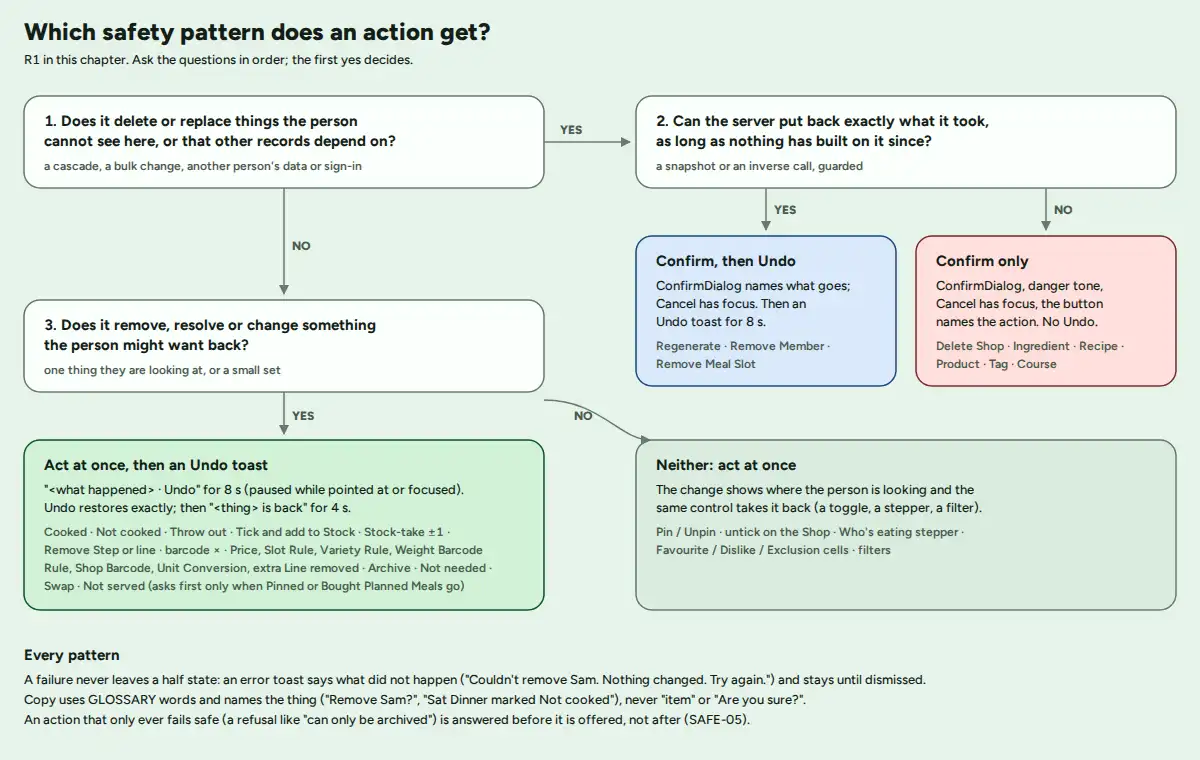 Which safety pattern does an action get?
R1 in this chapter. Ask the questions in order; the first yes decides.
1. Does it delete or replace things the person
cannot see here, or that other records depend on?
a cascade, a bulk change, another person's data or sign-in
YES
2. Can the server put back exactly what it took,
as long as nothing has built on it since?
a snapshot or an inverse call, guarded
YES
NO
NO
Confirm, then Undo
ConfirmDialog names what goes;
Cancel has focus. Then an
Undo toast for 8 s.
Regenerate · Remove Member ·
Remove Meal Slot
Confirm only
ConfirmDialog, danger tone,
Cancel has focus, the button
names the action. No Undo.
Delete Shop · Ingredient · Recipe ·
Product · Tag · Course
3. Does it remove, resolve or change something
the person might want back?
one thing they are looking at, or a small set
YES
NO
Act at once, then an Undo toast
"<what happened> · Undo" for 8 s (paused while pointed at or focused).
Undo restores exactly; then "<thing> is back" for 4 s.
Cooked · Not cooked · Throw out · Tick and add to Stock · Stock-take ±1 ·
Remove Step or line · barcode × · Price, Slot Rule, Variety Rule, Weight Barcode
Rule, Shop Barcode, Unit Conversion, extra Line removed · Archive · Not needed ·
Swap · Not served (asks first only when Pinned or Bought Planned Meals go)
Neither: act at once
The change shows where the person is looking and the
same control takes it back (a toggle, a stepper, a filter).
Pin / Unpin · untick on the Shop · Who's eating stepper ·
Favourite / Dislike / Exclusion cells · filters
Every pattern
A failure never leaves a half state: an error toast says what did not happen ("Couldn't remove Sam. Nothing changed. Try again.") and stays until dismissed.
Copy uses GLOSSARY words and names the thing ("Remove Sam?", "Sat Dinner marked Not cooked"), never "item" or "Are you sure?".
An action that only ever fails safe (a refusal like "can only be archived") is answered before it is offered, not after (SAFE-05).